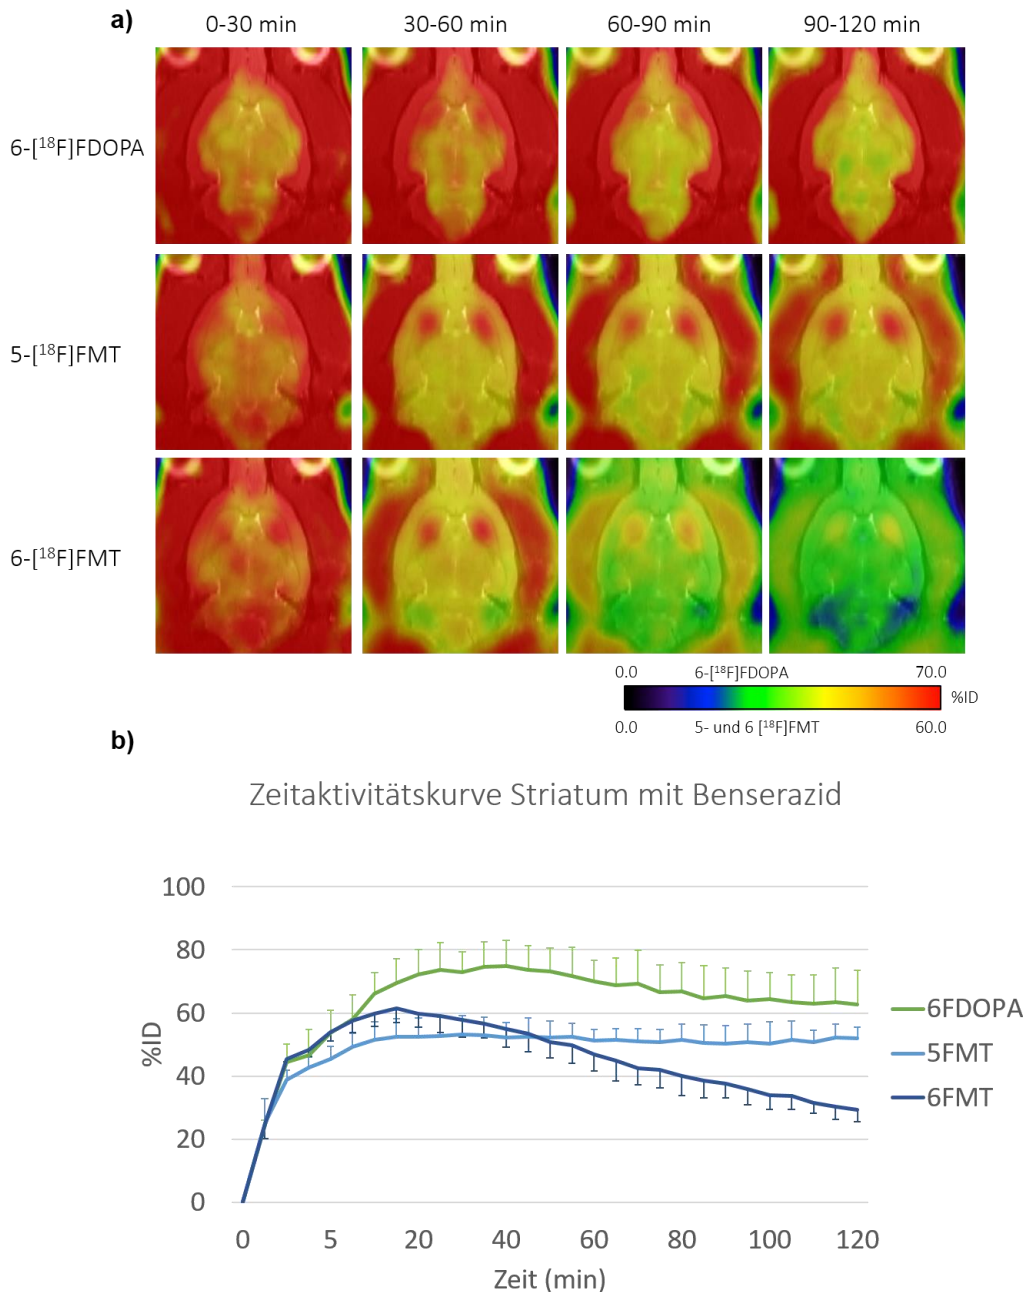 a)
0-30 min 30-60 min 60-90 min 90-120 min
6-[¹⁸F]FDOPA
5-[¹⁸F]FMT
6-[¹⁸F]FMT
0.0 6-[¹⁸F]FDOPA 70.0
%ID
0.0 5- und 6 [¹⁸F]FMT 60.0
b)
Zeitaktivitätskurve Striatum mit Benserazid
100
80
60
40
20
0
%ID
0 5 20 40 60 80 100 120
Zeit (min)
6FDOPA
5FMT
6FMT